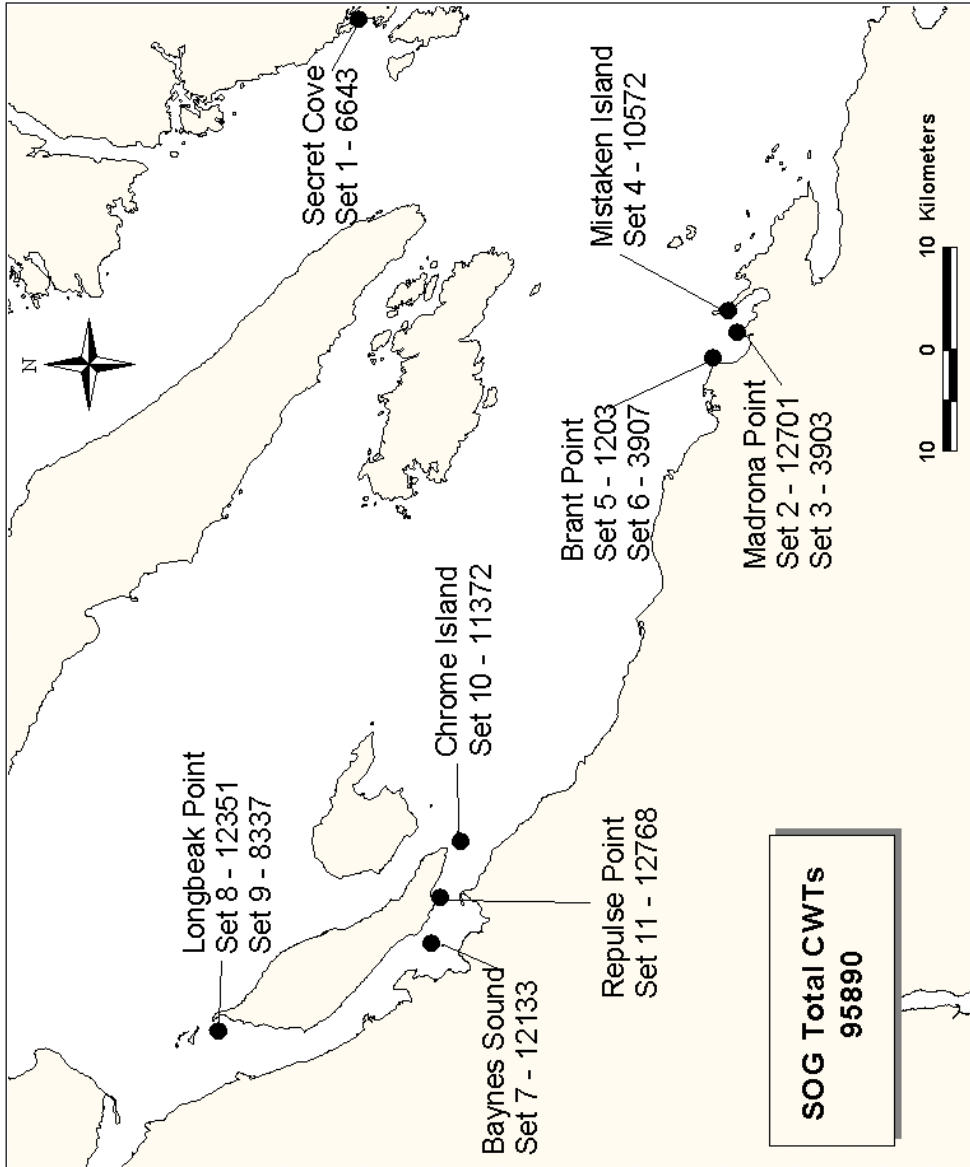 N
Secret Cove
Set 1 - 6643
Longbeak Point
Set 8 - 12351
Set 9 - 8337
Chrome Island
Set 10 - 11372
Mistaken Island
Set 4 - 10572
Brant Point
Set 5 - 1203
Set 6 - 3907
Baynes Sound
Set 7 - 12133
Repulse Point
Set 11 - 12768
Madrona Point
Set 2 - 12701
Set 3 - 3903
SOG Total CWTs
95890
10 0 10 Kilometers